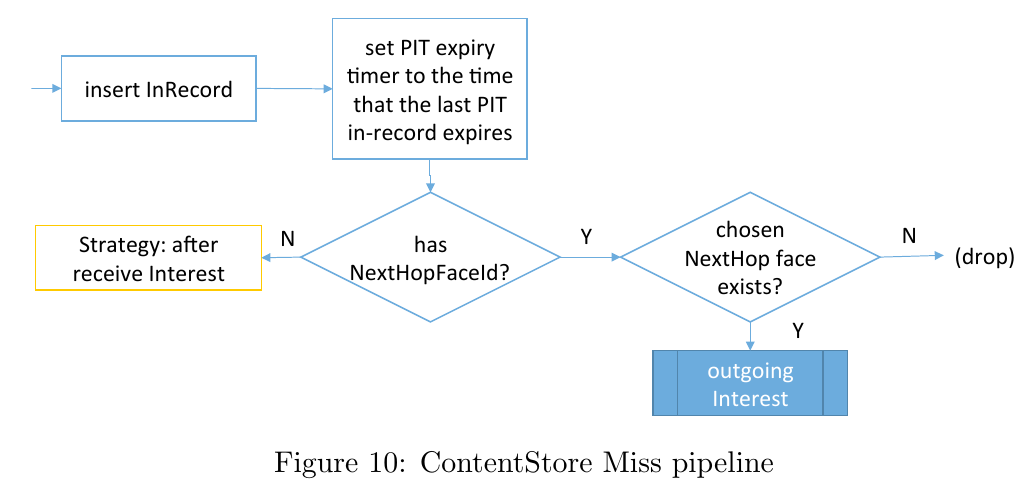 insert InRecord
set PIT expiry
timer to the time
that the last PIT
in-record expires
Strategy: after
receive Interest
N
has
NextHopFaceId?
Y
chosen
NextHop face
exists?
N
(drop)
Y
outgoing
Interest
Figure 10: ContentStore Miss pipeline